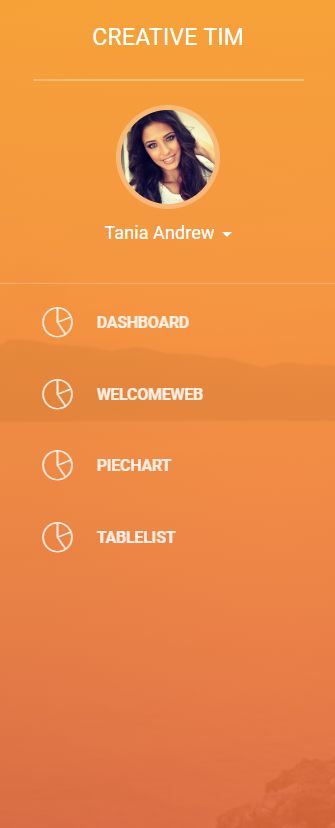 CREATIVE TIM
Tania Andrew
DASHBOARD
WELCOMEWEB
PIECHART
TABLELIST